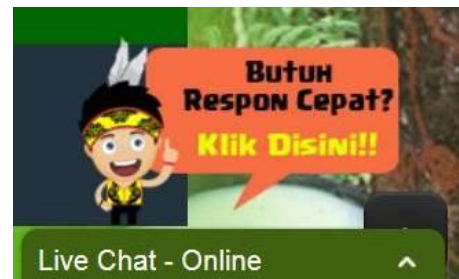 Butuh
Respon Cepat?
Klik Disini!!
Live Chat - Online